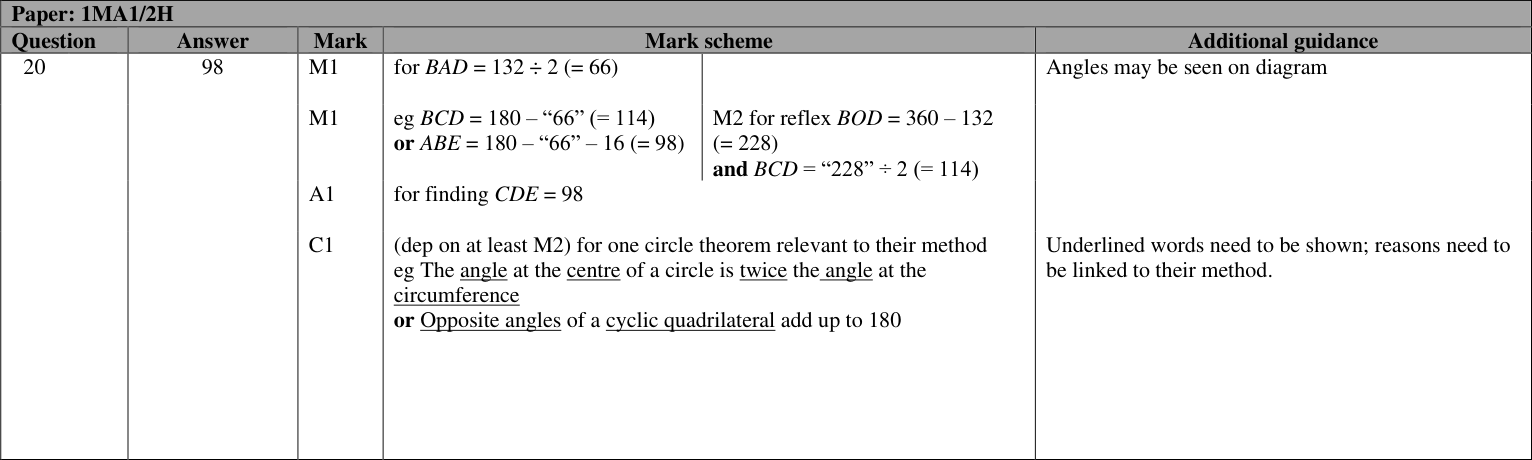 Paper: 1MA1/2H
Question Answer Mark Mark scheme Additional guidance
20 98 M1 for BAD = 132 ÷ 2 (= 66) Angles may be seen on diagram
M1 eg BCD = 180 – “66” (= 114) M2 for reflex BOD = 360 – 132
or ABE = 180 – “66” – 16 (= 98) (= 228)
and BCD = “228” ÷ 2 (= 114)
A1 for finding CDE = 98
C1 (dep on at least M2) for one circle theorem relevant to their method Underlined words need to be shown; reasons need to
eg The angle at the centre of a circle is twice the angle at the be linked to their method.
circumference
or Opposite angles of a cyclic quadrilateral add up to 180